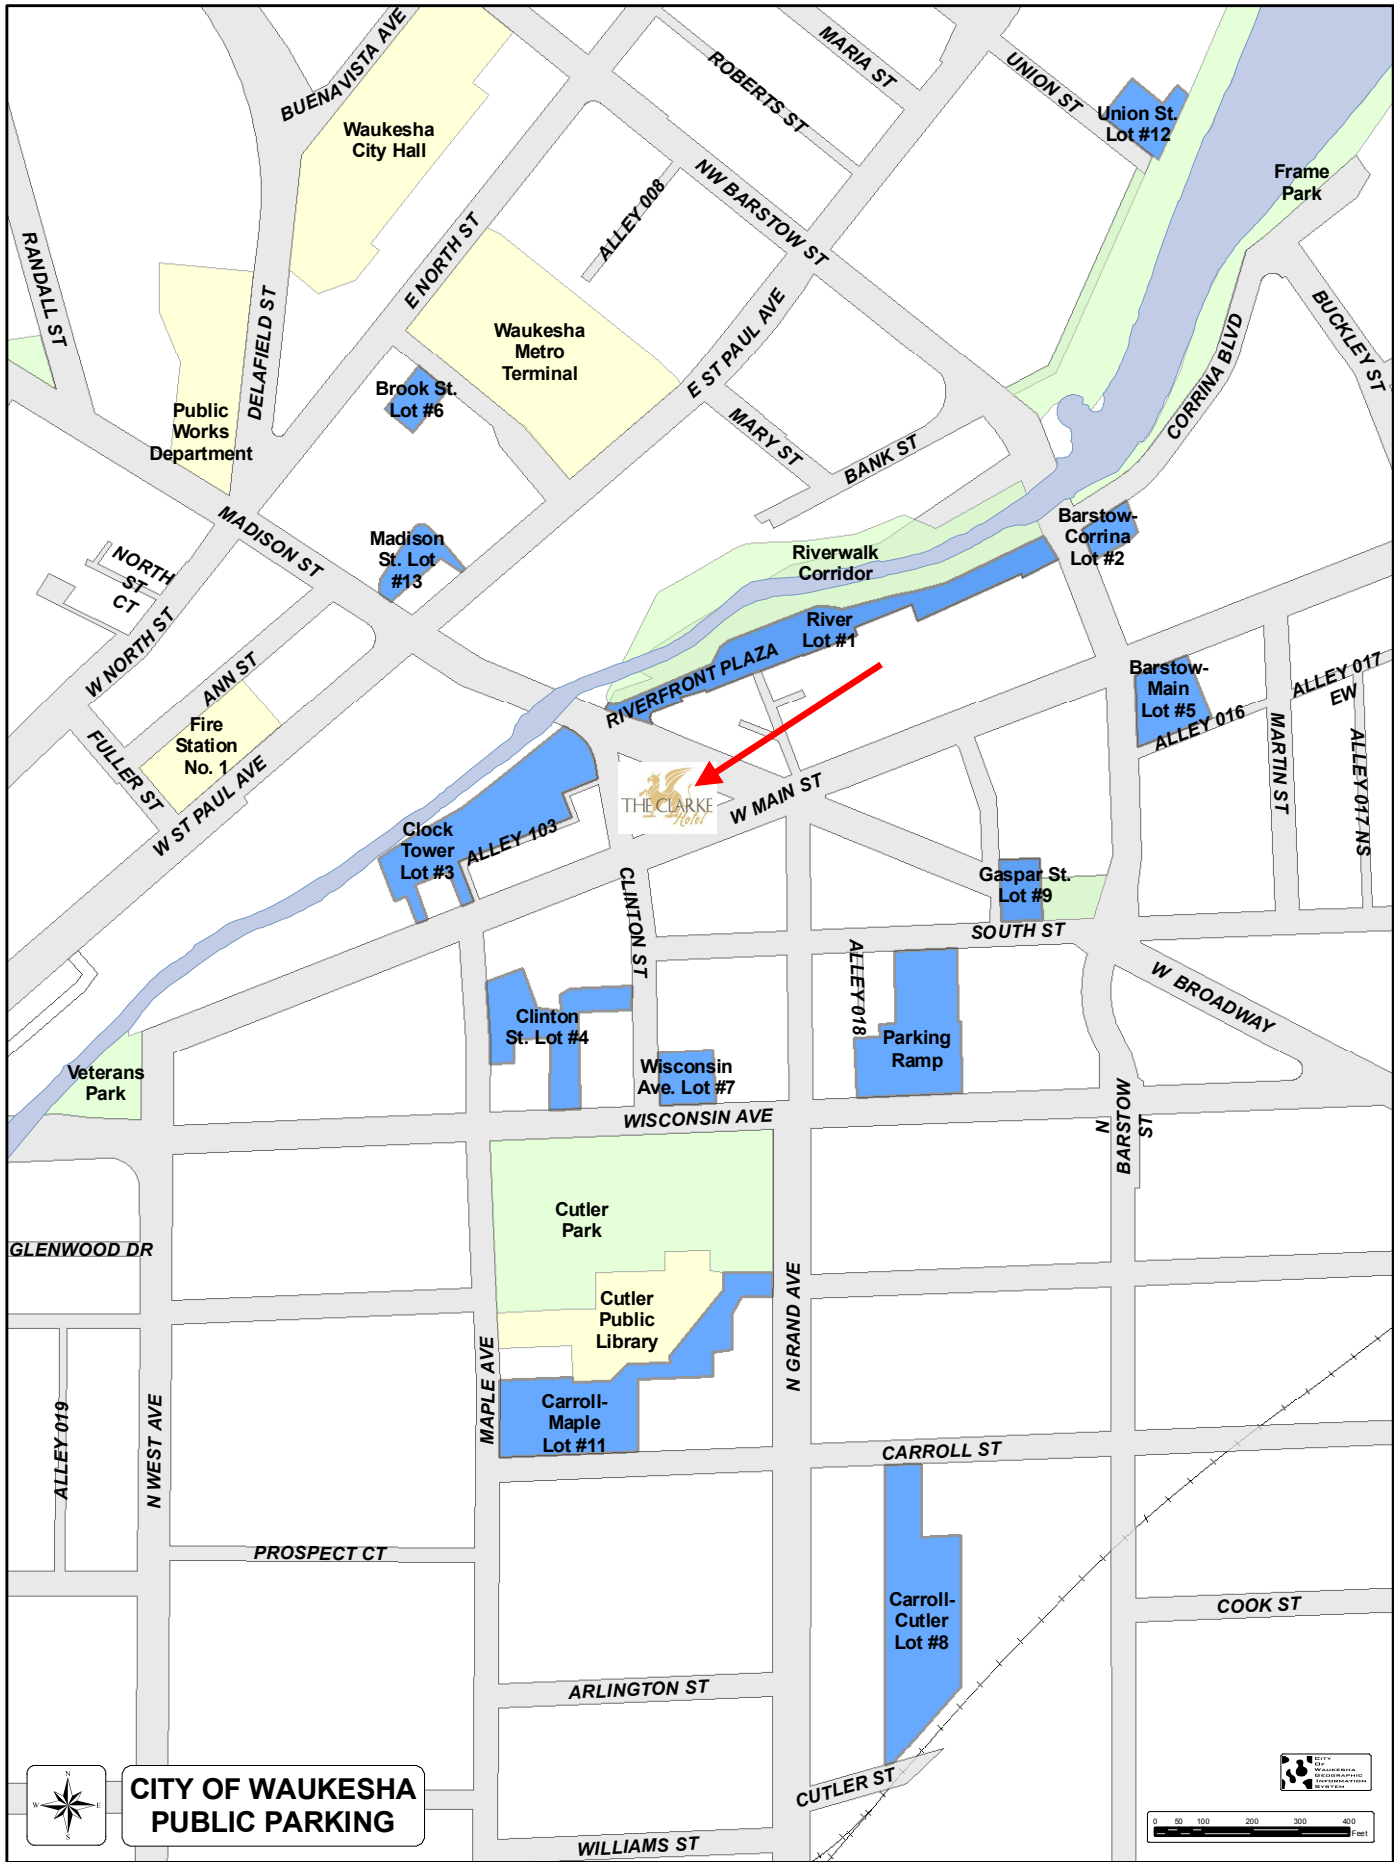 BUENAVISTA AVE
MARIA ST
ROBERTS ST
UNION ST
Union St.
Lot #12
Waukesha
City Hall
Frame
Park
NW BARSTOW ST
ALLEY 008
RANDALL ST
E NORTH ST
DELAFIELD ST
Waukesha
Metro
Terminal
E ST PAUL AVE
BUCKLEY ST
CORRINA BLVD
Brook St.
Lot #6
Public
Works
Department
MARY ST
BANK ST
MADISON ST
Madison
St. Lot
#13
Barstow-
Corrina
Lot #2
Riverwalk
Corridor
NORTH
ST
CT
W NORTH ST
ANN ST
River
Lot #1
RIVERFRONT PLAZA
Barstow-
Main
Lot #5
ALLEY 017
EW
ALLEY 016
MARTIN ST
ALLEY 017 NS
Fire
Station
No. 1
FULLER ST
W ST PAUL AVE
THE CLARKE
Hotel
W MAIN ST
Clock
Tower
Lot #3
ALLEY 103
Gaspar St.
Lot #9
CLINTON ST
SOUTH ST
ALLEY 018
W BROADWAY
Clinton
St. Lot #4
Parking
Ramp
Wisconsin
Ave. Lot #7
Veterans
Park
WISCONSIN AVE
N
BARSTOW
ST
Cutler
Park
GLENWOOD DR
Cutler
Public
Library
N GRAND AVE
MAPLE AVE
Carroll-
Maple
Lot #11
N WEST AVE
ALLEY 019
CARROLL ST
PROSPECT CT
Carroll-
Cutler
Lot #8
COOK ST
ARLINGTON ST
CUTLER ST
WILLIAMS ST
N
W E
S
CITY OF WAUKESHA
PUBLIC PARKING
CITY
OF
WAUKESHA
GEOGRAPHIC
INFORMATION
SYSTEM
0 50 100 200 300 400
Feet